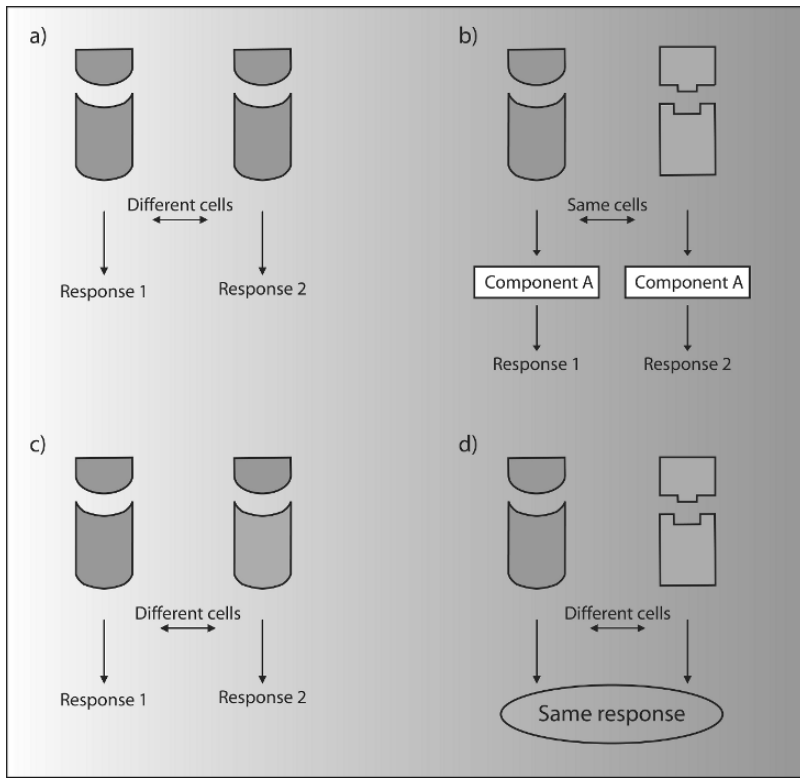 a)
Different cells
Response 1
Response 2
b)
Same cells
Component A
Component A
Response 1
Response 2
c)
Different cells
Response 1
Response 2
d)
Different cells
Same response